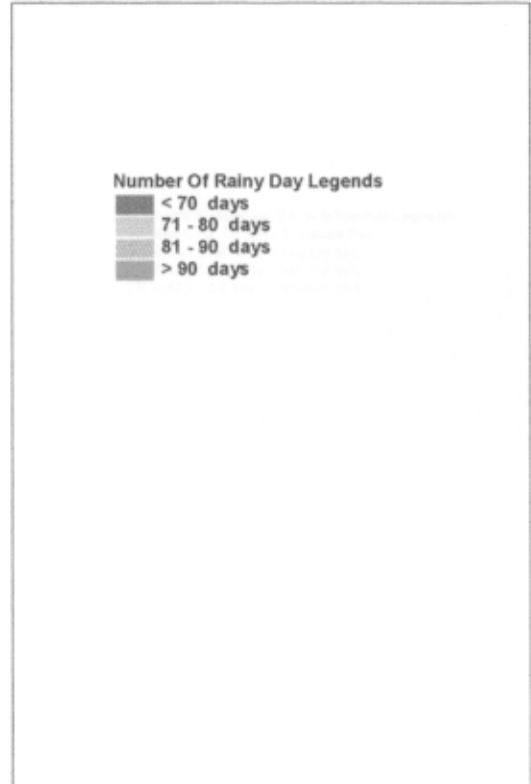 Number Of Rainy Day Legends
< 70 days
71 - 80 days
81 - 90 days
> 90 days